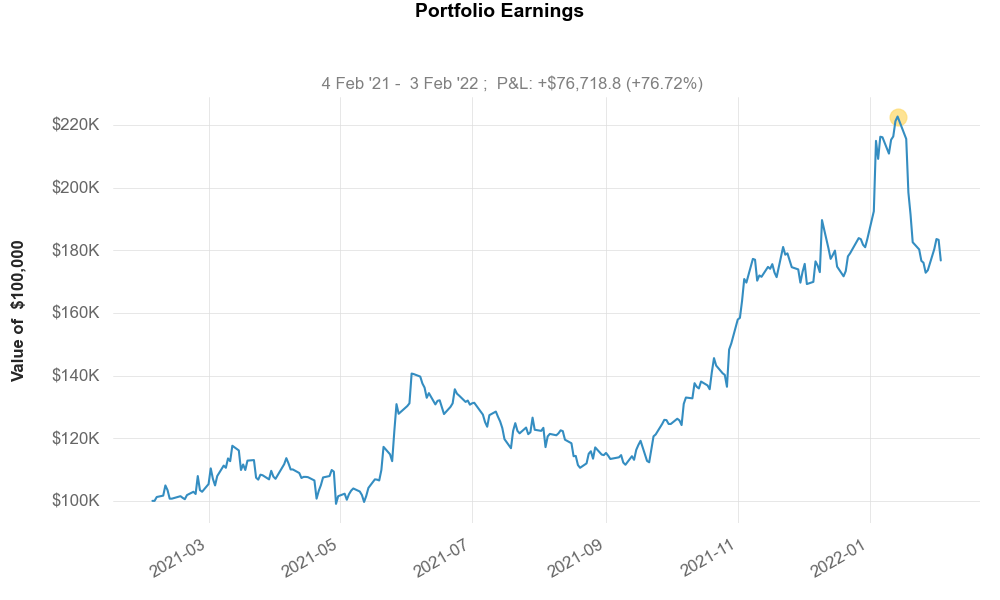 Portfolio Earnings
4 Feb '21 -  3 Feb '22 ;  P&L: +$76,718.8 (+76.72%)
Value of  $100,000
$220K
$200K
$180K
$160K
$140K
$120K
$100K
2021-03
2021-05
2021-07
2021-09
2021-11
2022-01